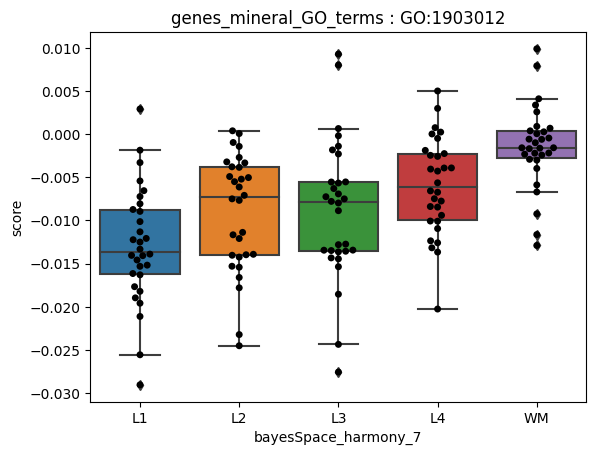 genes_mineral_GO_terms : GO:1903012
0.010
0.005
0.000
−0.005
−0.010
−0.015
−0.020
−0.025
−0.030
score
L1 L2 L3 L4 WM
bayesSpace_harmony_7